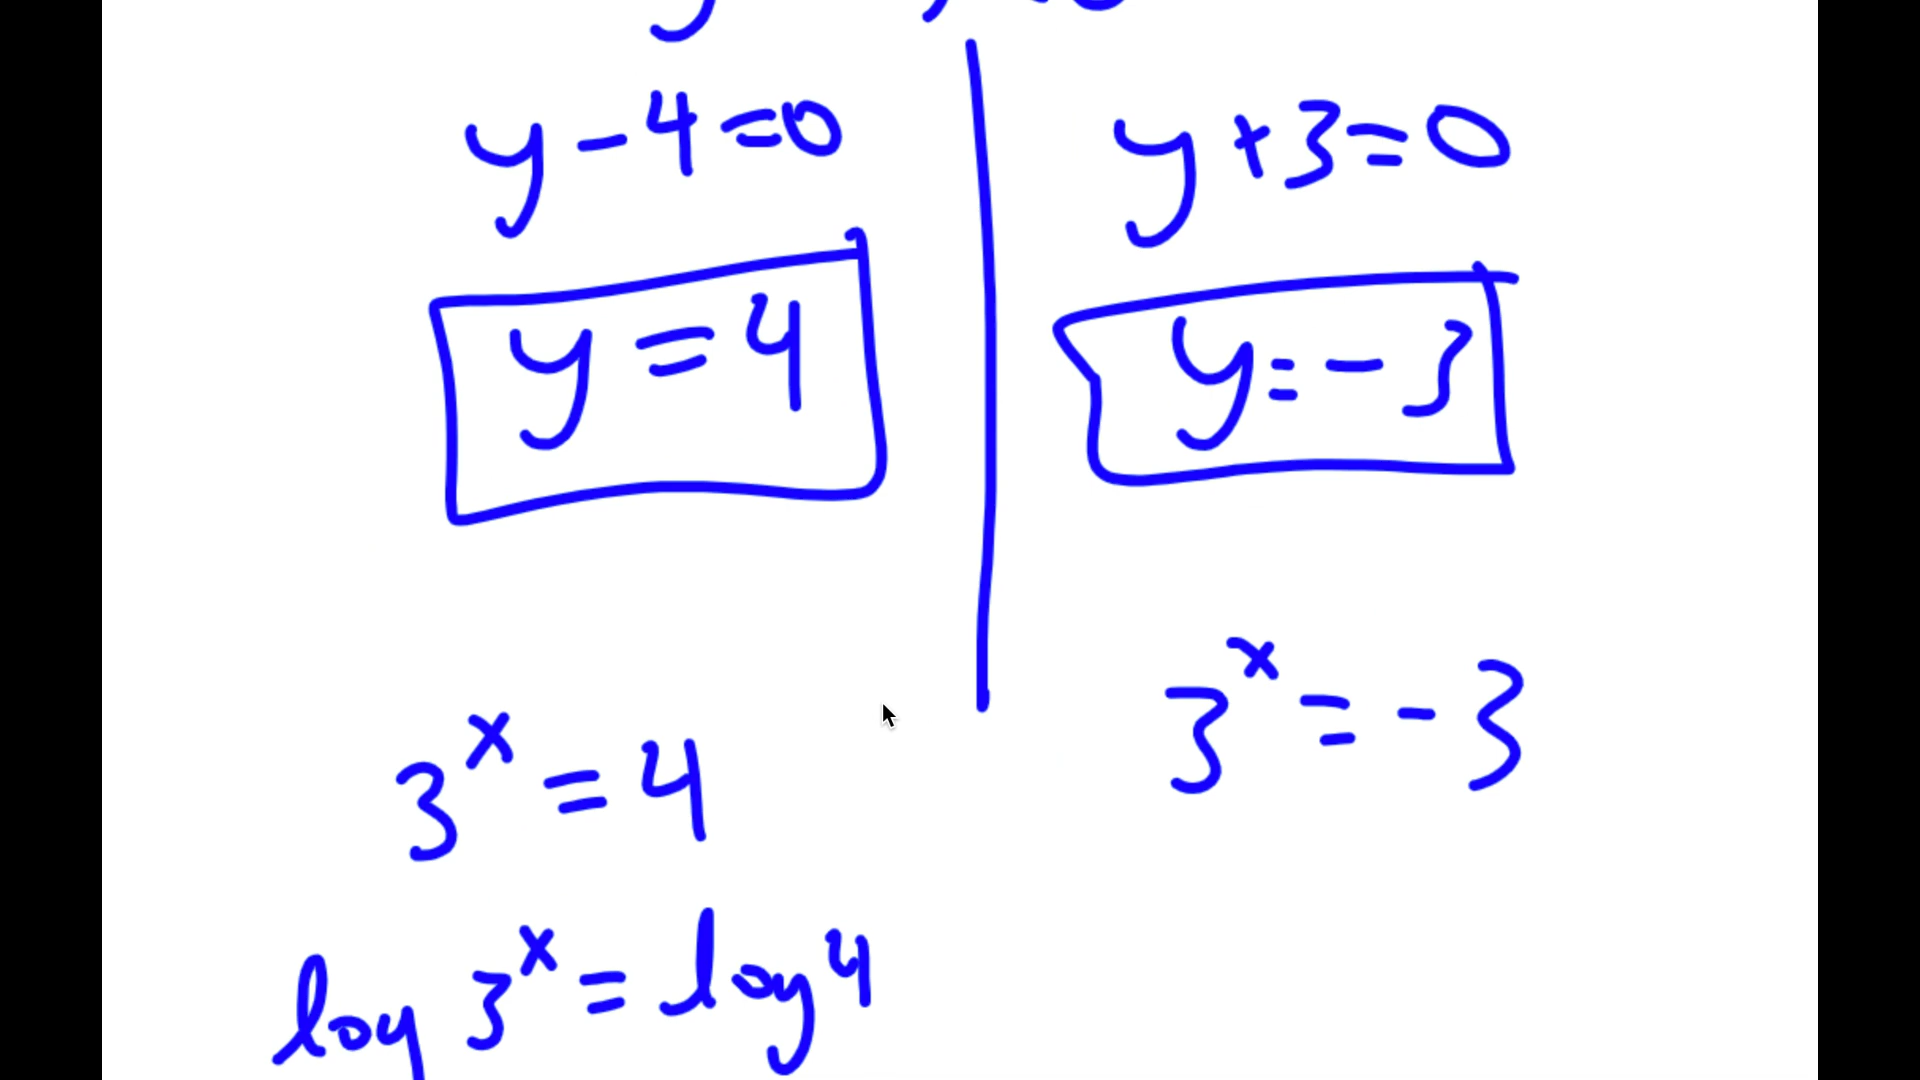 y - 4 = 0
y = 4
3^x = 4
log 3^x = log 4
y + 3 = 0
y = -3
3^x = -3